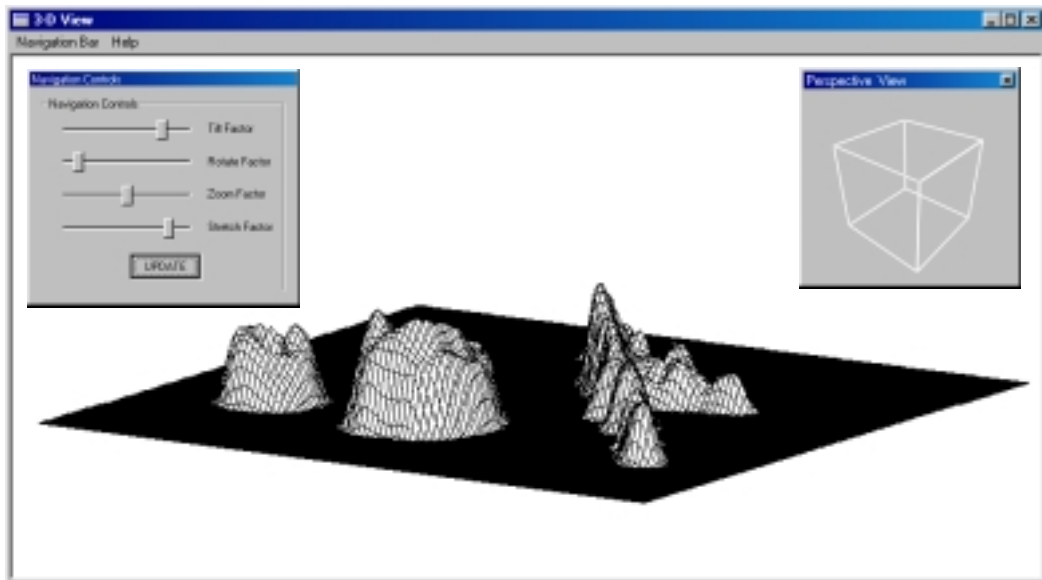 3-D View
Navigation Bar Help
Navigation Controls
Navigation Controls
Tilt Factor
Rotate Factor
Zoom Factor
Stretch Factor
UPDATE
Perspective View